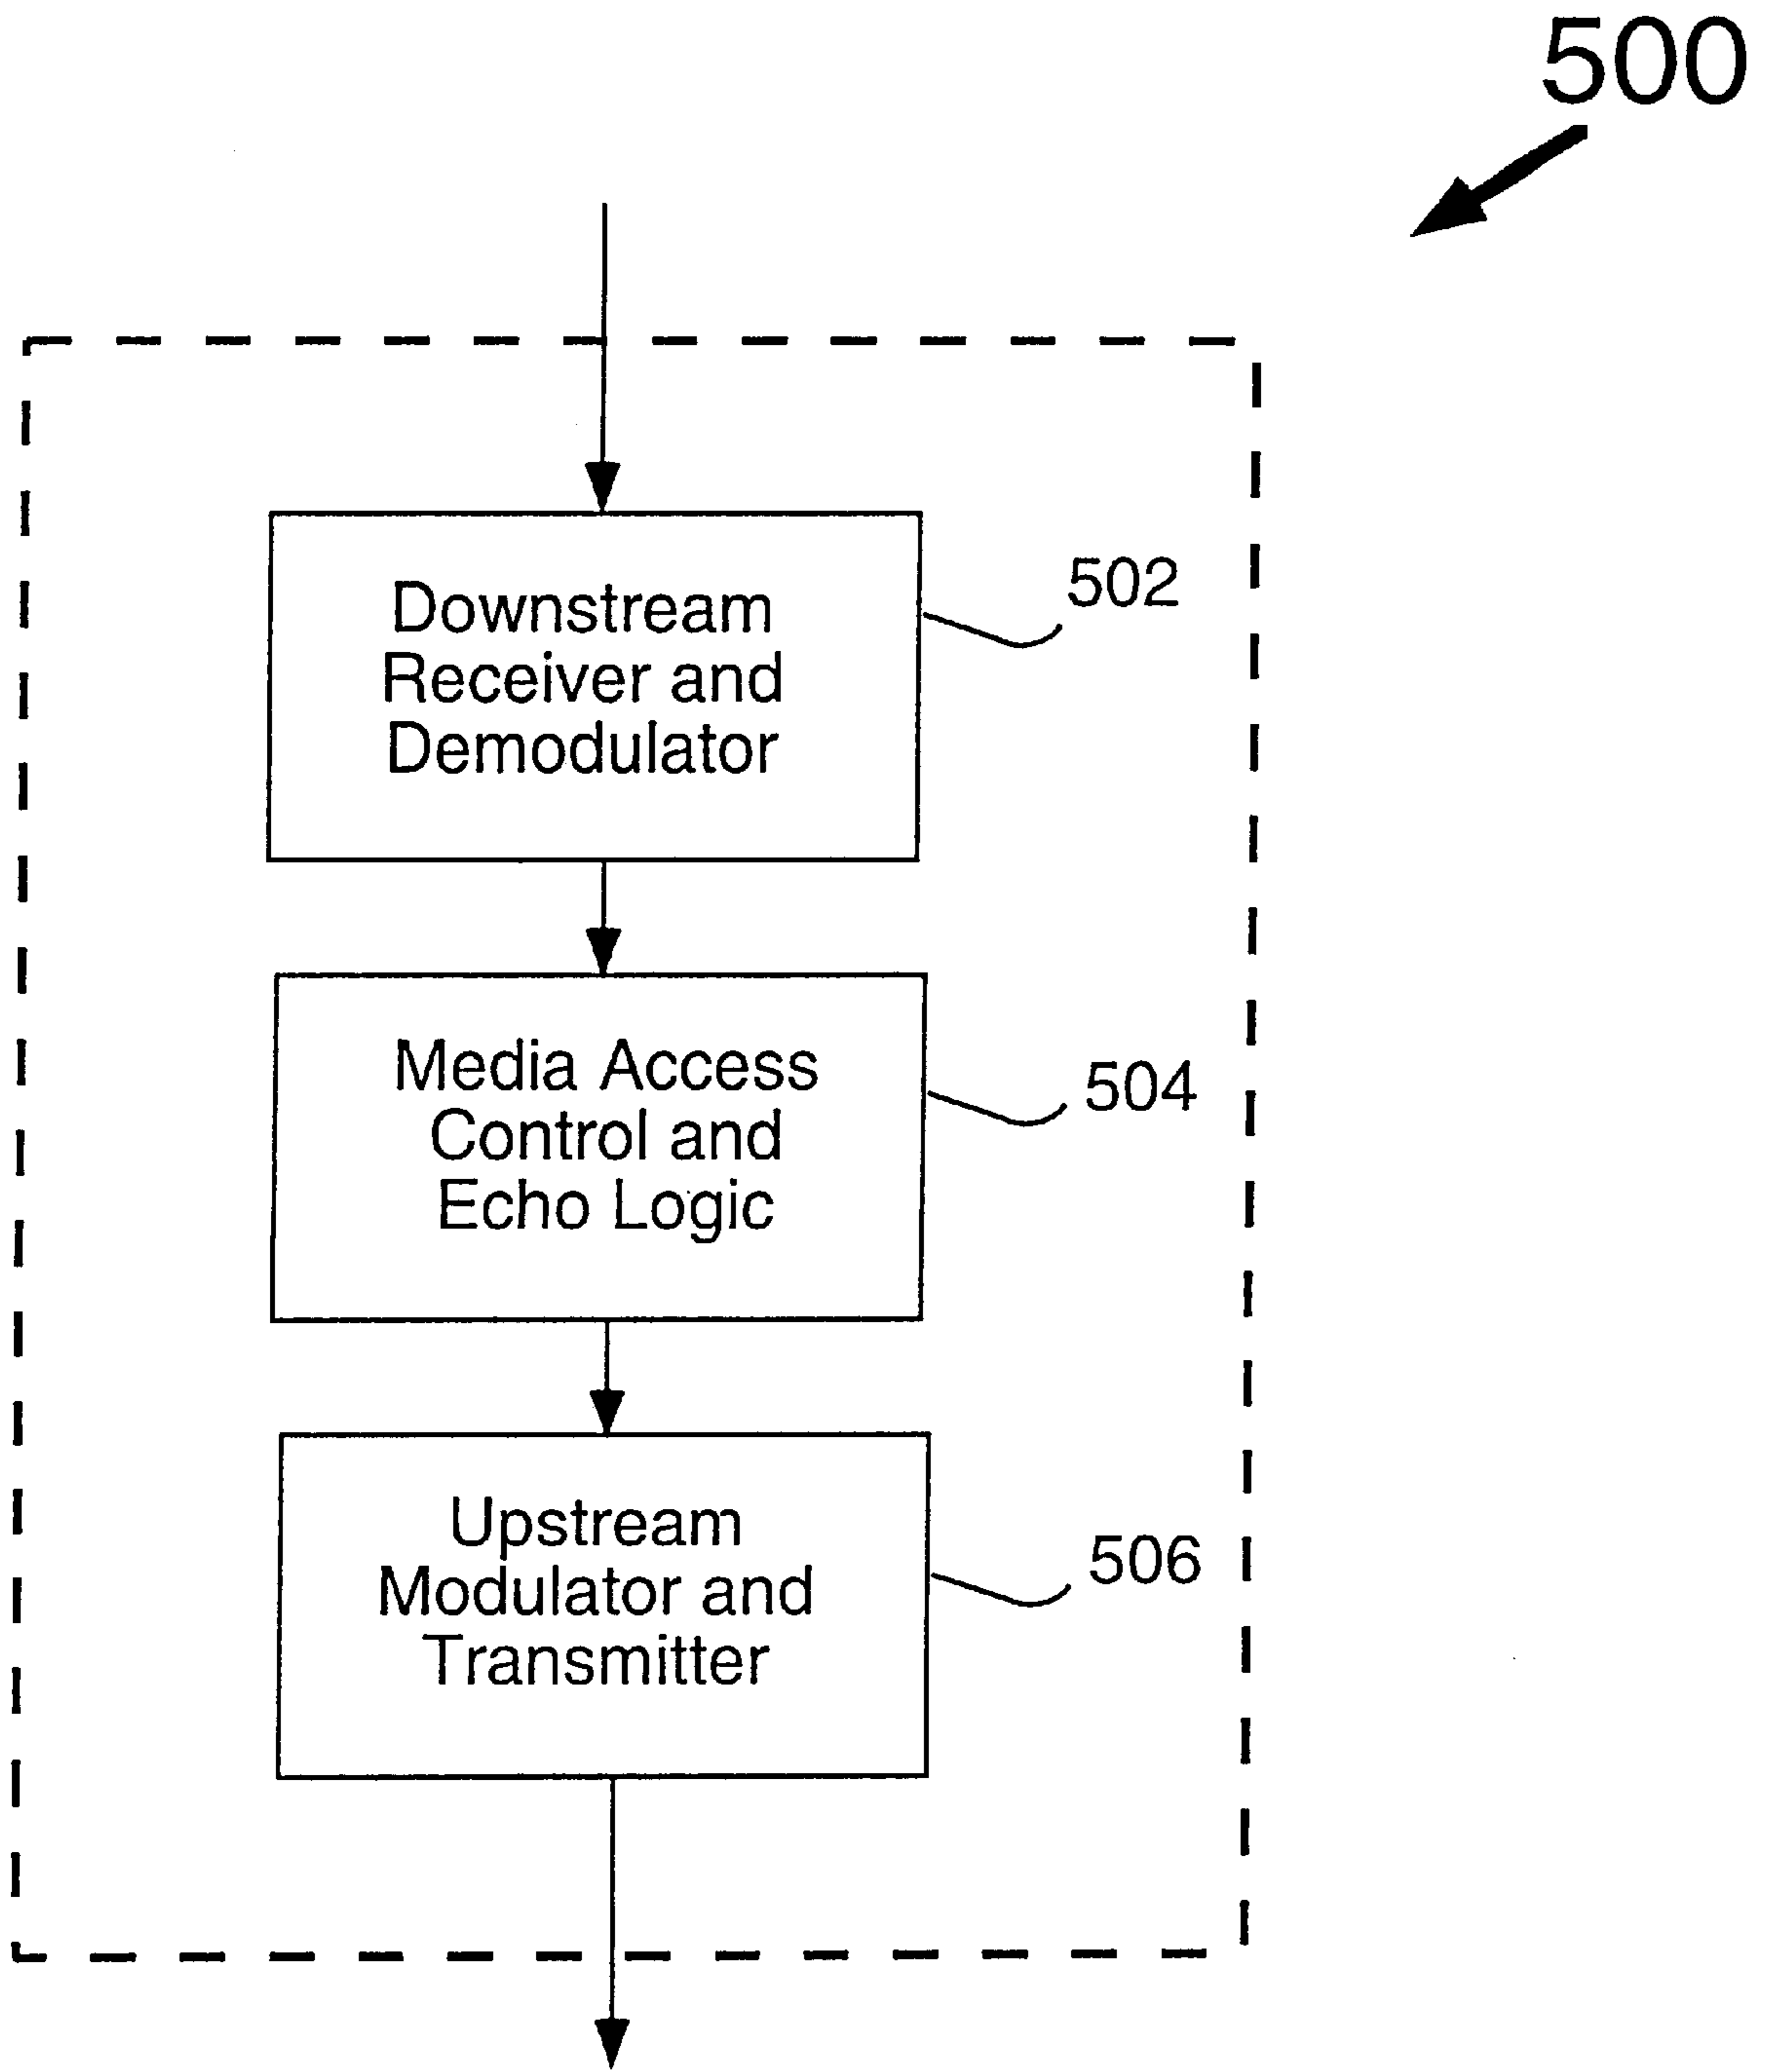 500
Downstream
Receiver and
Demodulator
502
Media Access
Control and
Echo Logic
504
Upstream
Modulator and
Transmitter
506